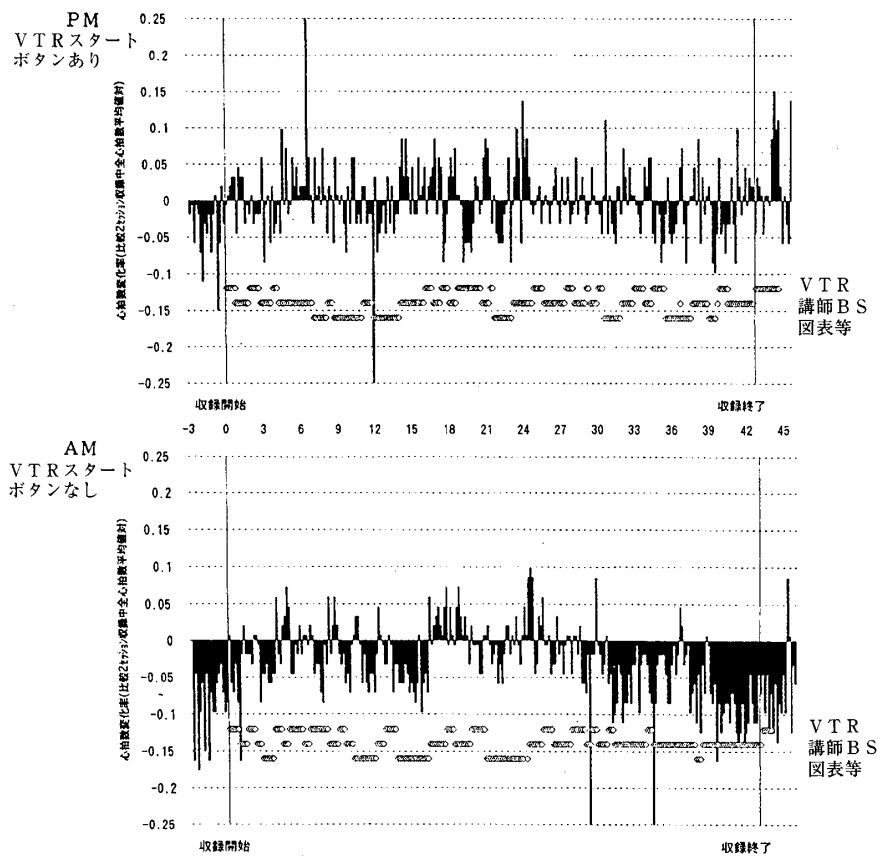 PM
VTRスタート
ボタンあり
心拍数変化率(比較2セッション収録中全心拍数平均値対)
0.25
0.2
0.15
0.1
0.05
0
-0.05
-0.1
-0.15
-0.2
-0.25
VTR
講師BS
図表等
収録開始
収録終了
-3 0 3 6 9 12 15 18 21 24 27 30 33 36 39 42 45
AM
VTRスタート
ボタンなし
心拍数変化率(比較2セッション収録中全心拍数平均値対)
0.25
0.2
0.15
0.1
0.05
0
-0.05
-0.1
-0.15
-0.2
-0.25
VTR
講師BS
図表等
収録開始
収録終了